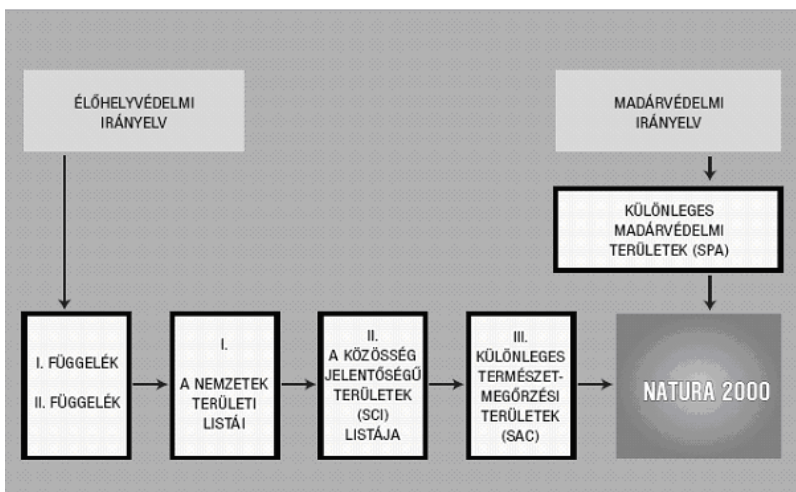 ÉLŐHELYVÉDELMI
IRÁNYELV
MADÁRVÉDELMI
IRÁNYELV
KÜLÖNLEGES
MADÁRVÉDELMI
TERÜLETEK (SPA)
I. FÜGGELÉK
II. FÜGGELÉK
I.
A NEMZETEK
TERÜLETI
LISTÁI
II.
A KÖZÖSSÉG
JELENTŐSÉGŰ
TERÜLETEK
(SCI)
LISTÁJA
III.
KÜLÖNLEGES
TERMÉSZET-
MEGŐRZÉSI
TERÜLETEK
(SAC)
NATURA 2000